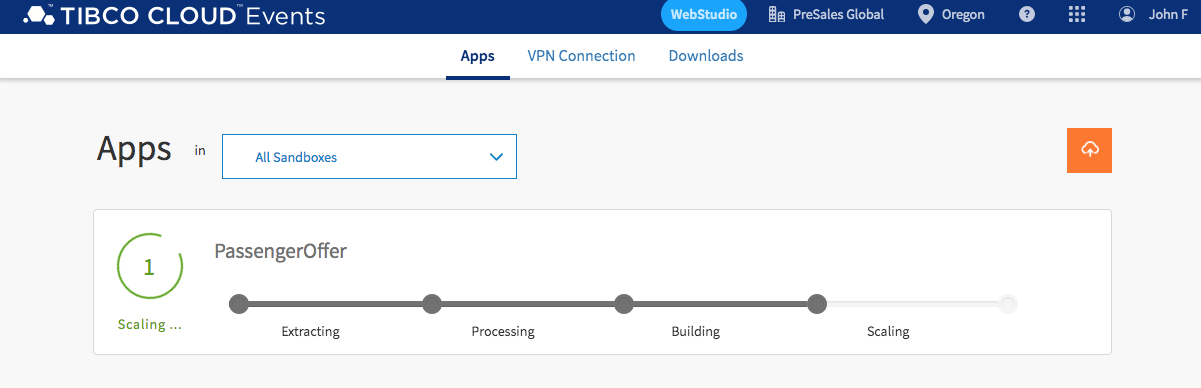 TIBCO CLOUD™ Events
WebStudio
PreSales Global
Oregon
?
John F
Apps
VPN Connection
Downloads
Apps in All Sandboxes
1
PassengerOffer
Scaling ...
Extracting
Processing
Building
Scaling